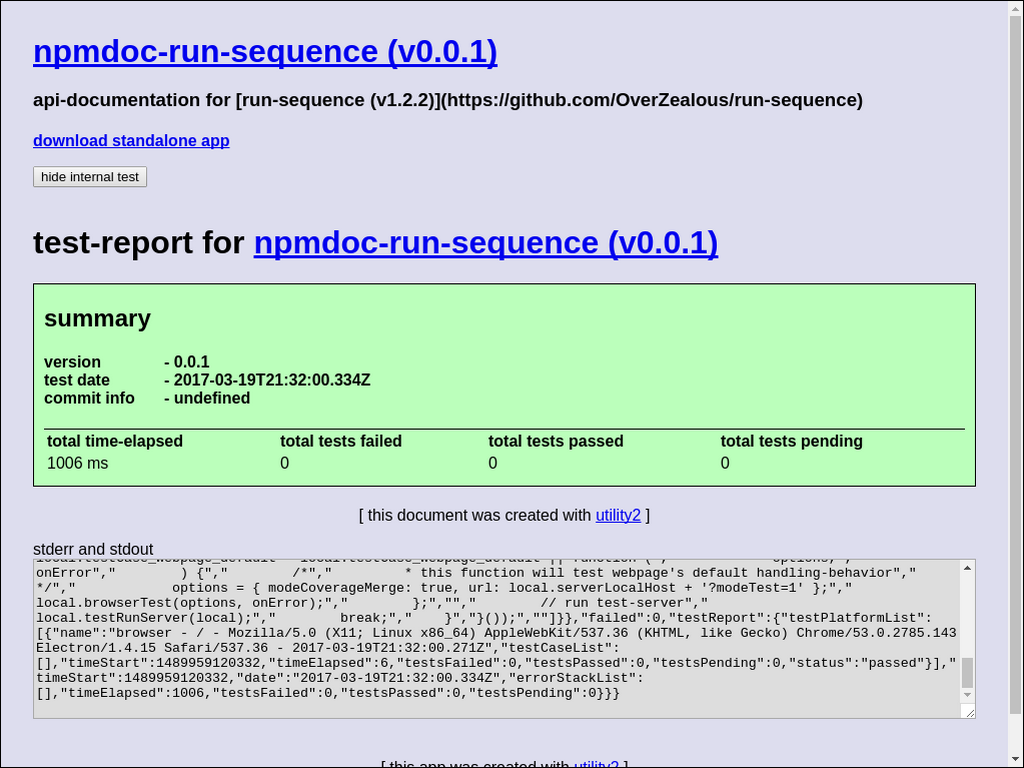 npmdoc-run-sequence (v0.0.1)
api-documentation for [run-sequence (v1.2.2)](https://github.com/OverZealous/run-sequence)
download standalone app
hide internal test
test-report for npmdoc-run-sequence (v0.0.1)
summary
version - 0.0.1
test date - 2017-03-19T21:32:00.334Z
commit info - undefined
total time-elapsed total tests failed total tests passed total tests pending
1006 ms 0 0 0
[ this document was created with utility2 ]
stderr and stdout
onError","        ) {","        /*","          * this function will test webpage's default handling-behavior","
*/","            options = { modeCoverageMerge: true, url: local.serverLocalHost + '?modeTest=1' };","
local.browserTest(options, onError);","        };","","        // run test-server","
local.testRunServer(local);","        break;","    }","}());",""]}},"failed":0,"testReport":{"testPlatformList":
[{"name":"browser - / - Mozilla/5.0 (X11; Linux x86_64) AppleWebKit/537.36 (KHTML, like Gecko) Chrome/53.0.2785.143
Electron/1.4.15 Safari/537.36 - 2017-03-19T21:32:00.271Z","testCaseList":
[],"timeStart":1489959120332,"timeElapsed":6,"testsFailed":0,"testsPassed":0,"testsPending":0,"status":"passed"}],"
timeStart":1489959120332,"date":"2017-03-19T21:32:00.334Z","errorStackList":
[],"timeElapsed":1006,"testsFailed":0,"testsPassed":0,"testsPending":0}}}
[ this app was created with utility2 ]